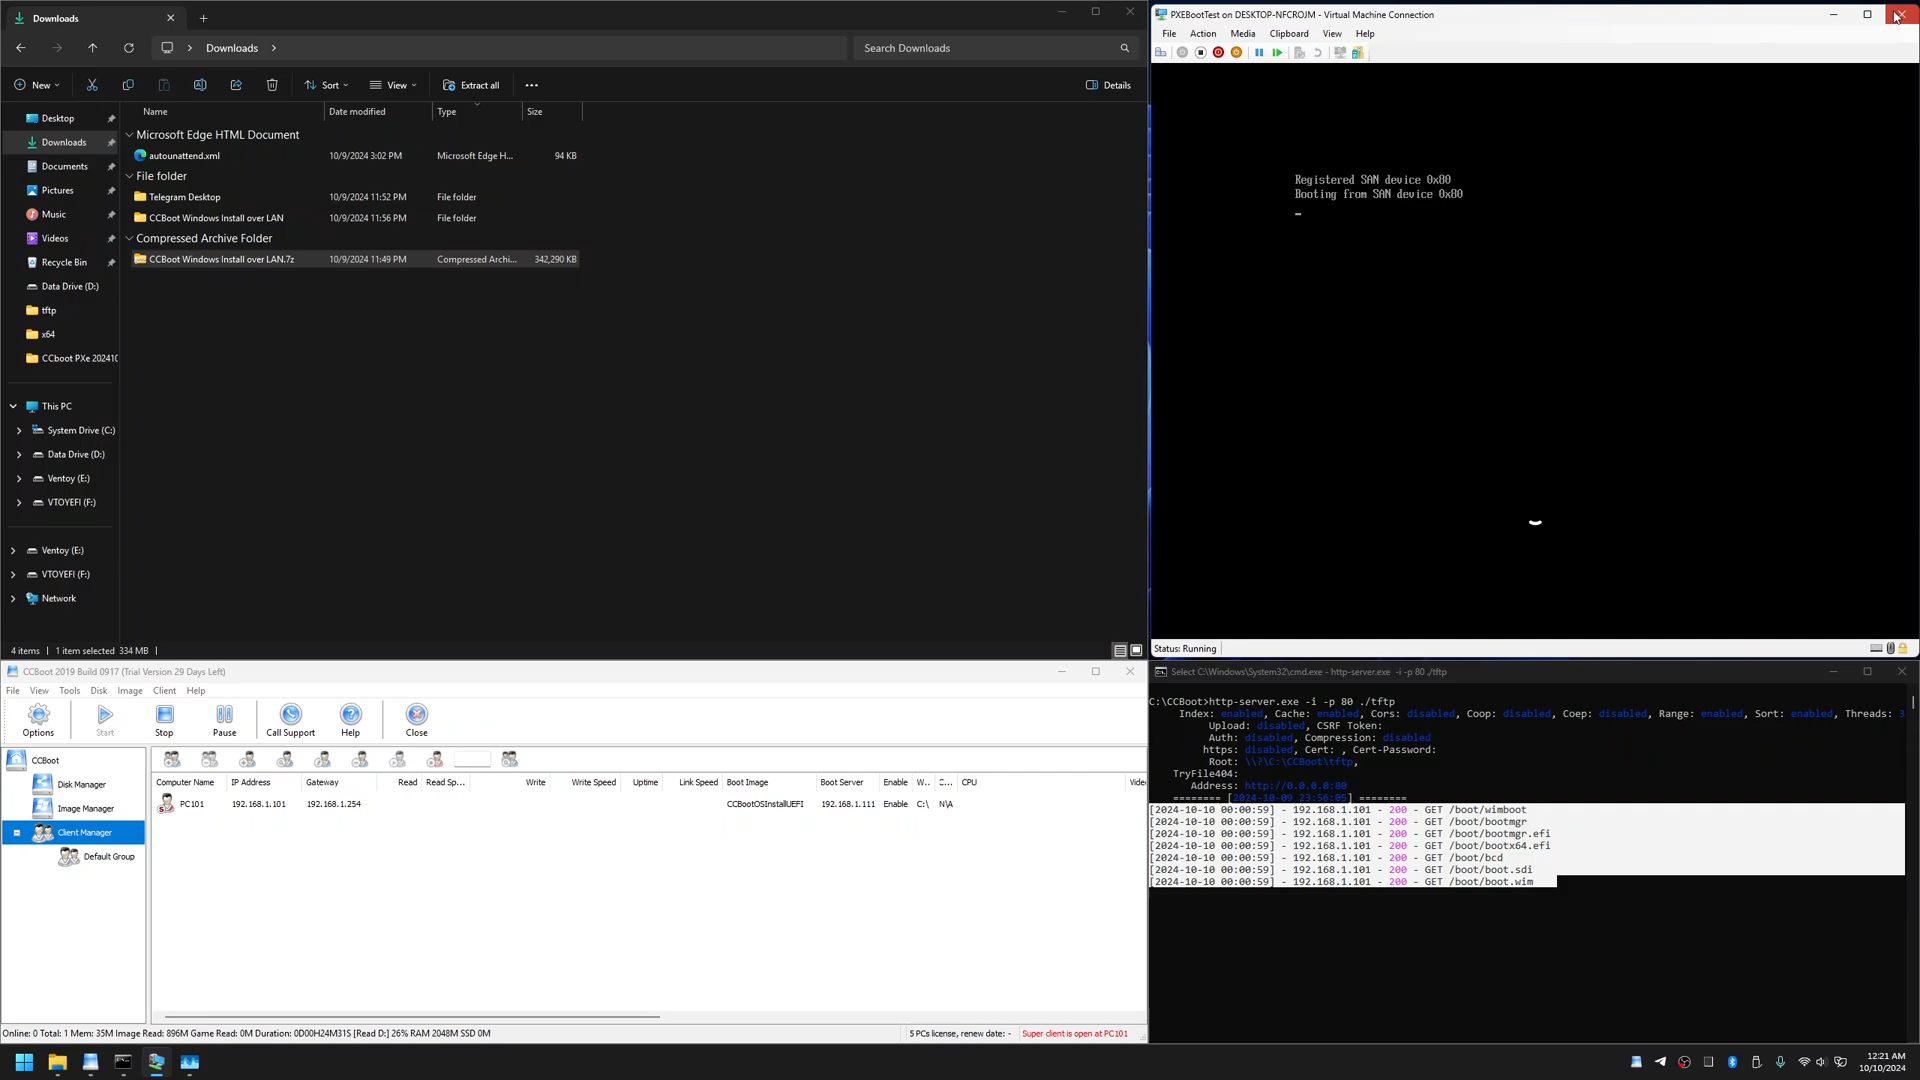 Downloads
Downloads
Search Downloads
New
Sort
View
Extract all
Details
Name
Date modified
Type
Size
Desktop
Downloads
Documents
Pictures
Music
Videos
Recycle Bin
Data Drive (D:)
tftp
x64
CCboot PXe 20241
This PC
System Drive (C:)
Data Drive (D:)
Ventoy (E:)
VTOYEFI (F:)
Ventoy (E:)
VTOYEFI (F:)
Network
Microsoft Edge HTML Document
autounattend.xml 10/9/2024 3:02 PM Microsoft Edge H... 94 KB
File folder
Telegram Desktop 10/9/2024 11:52 PM File folder
CCBoot Windows Install over LAN 10/9/2024 11:56 PM File folder
Compressed Archive Folder
CCBoot Windows Install over LAN.7z 10/9/2024 11:49 PM Compressed Archi... 342,290 KB
4 items 1 item selected 334 MB
PXEBootTest on DESKTOP-NFCROJM - Virtual Machine Connection
File Action Media Clipboard View Help
Registered SAN device 0x80
Booting from SAN device 0x80
Status: Running
CCBoot 2019 Build 0917 (Trial Version 29 Days Left)
File View Tools Disk Image Client Help
Options Start Stop Pause Call Support Help Close
CCBoot
Disk Manager
Image Manager
Client Manager
Default Group
Computer Name IP Address Gateway Read Read Sp... Write Write Speed Uptime Link Speed Boot Image Boot Server Enable W.. C... CPU
PC101 192.168.1.101 192.168.1.254 CCBootOSInstallUEFI 192.168.1.111 Enable C:\ N\A
Online: 0 Total: 1 Mem: 35M Image Read: 896M Game Read: 0M Duration: 0D00H24M31S [Read D:] 26% RAM 2048M SSD 0M
5 PCs license, renew date: -
Super client is open at PC101
Select C:\Windows\System32\cmd.exe - http-server.exe -i -p 80 ./tftp
C:\CCBoot>http-server.exe -i -p 80 ./tftp
Index: enabled, Cache: enabled, Cors: disabled, Coop: disabled, Coep: disabled, Range: enabled, Sort: enabled, Threads: 3
Upload: disabled, CSRF Token:
Auth: disabled, Compression: disabled
https: disabled, Cert: , Cert-Password:
Root: \\?\C:\CCBoot\tftp,
TryFile404:
Address: http://0.0.0.0:80
======== [2024-10-09 23:56:05] ========
[2024-10-10 00:00:59] - 192.168.1.101 - 200 - GET /boot/wimboot
[2024-10-10 00:00:59] - 192.168.1.101 - 200 - GET /boot/bootmgr
[2024-10-10 00:00:59] - 192.168.1.101 - 200 - GET /boot/bootmgr.efi
[2024-10-10 00:00:59] - 192.168.1.101 - 200 - GET /boot/bootx64.efi
[2024-10-10 00:00:59] - 192.168.1.101 - 200 - GET /boot/bcd
[2024-10-10 00:00:59] - 192.168.1.101 - 200 - GET /boot/boot.sdi
[2024-10-10 00:00:59] - 192.168.1.101 - 200 - GET /boot/boot.wim
12:21 AM
10/10/2024